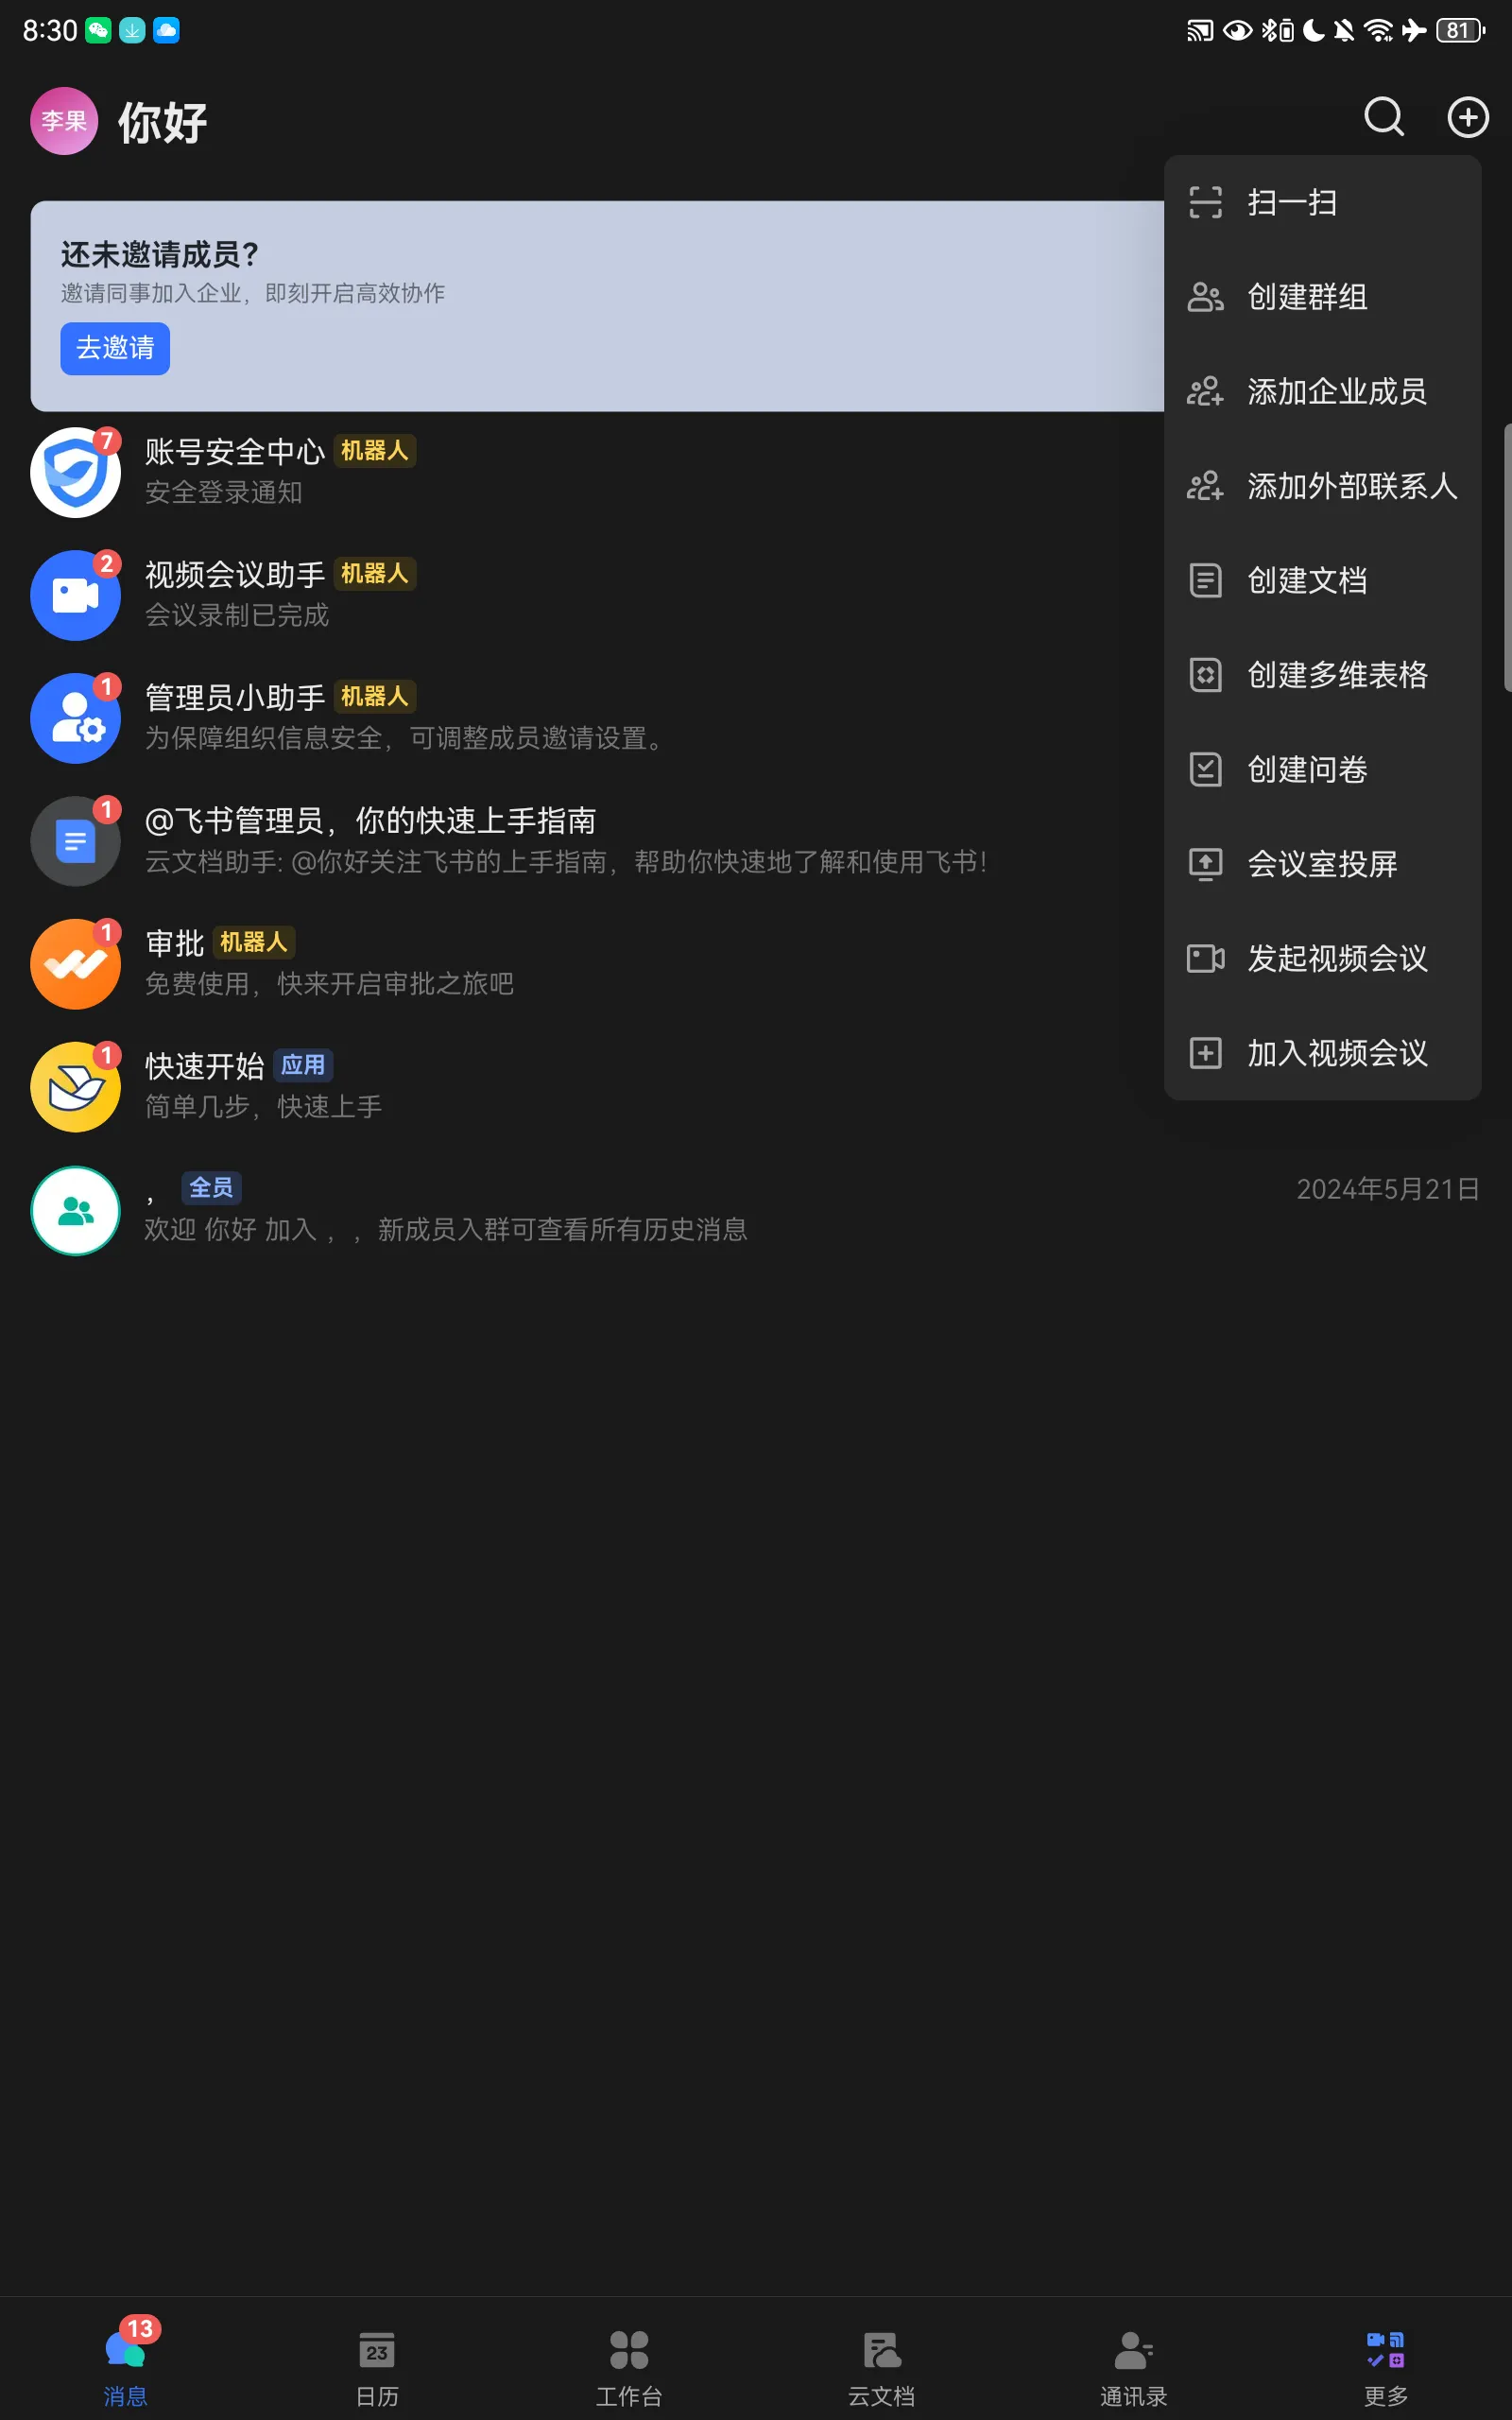 8:30
81
李果
你好
扫一扫
创建群组
添加企业成员
添加外部联系人
创建文档
创建多维表格
创建问卷
会议室投屏
发起视频会议
加入视频会议
还未邀请成员？
邀请同事加入企业，即刻开启高效协作
去邀请
7
账号安全中心 机器人
安全登录通知
2
视频会议助手 机器人
会议录制已完成
1
管理员小助手 机器人
为保障组织信息安全，可调整成员邀请设置。
1
@飞书管理员，你的快速上手指南
云文档助手: @你好关注飞书的上手指南，帮助你快速地了解和使用飞书！
1
审批 机器人
免费使用，快来开启审批之旅吧
1
快速开始 应用
简单几步，快速上手
， 全员
2024年5月21日
欢迎 你好 加入 ，，新成员入群可查看所有历史消息
13
消息
23
日历
工作台
云文档
通讯录
更多